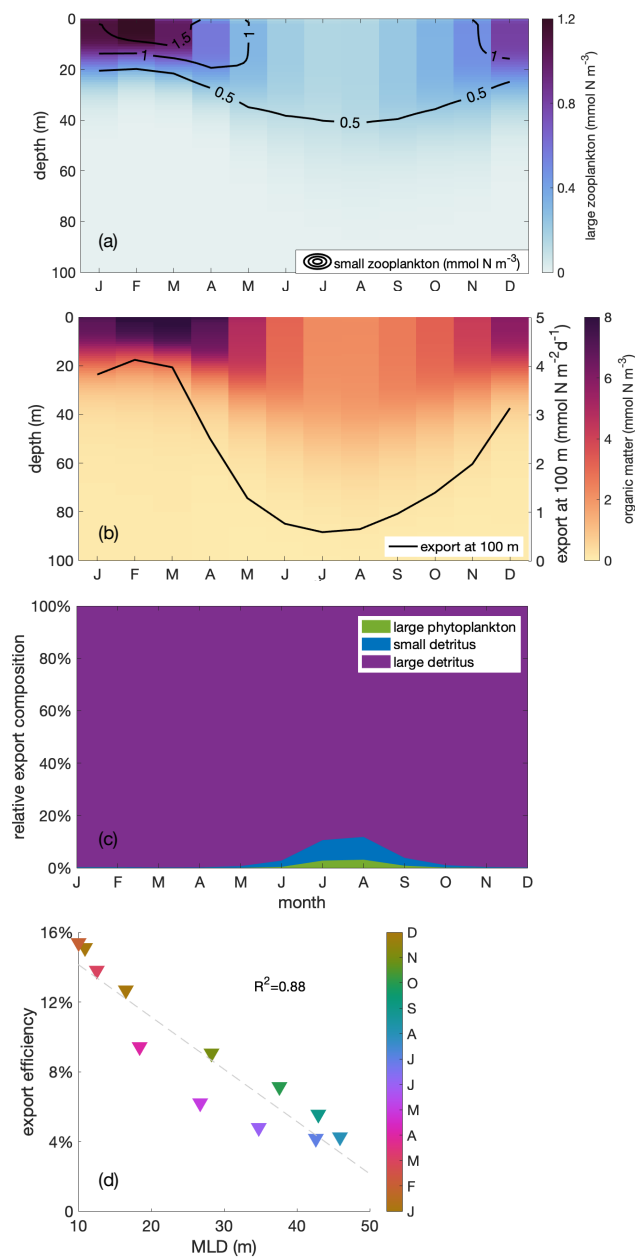 0
20
40
60
80
100
depth (m)
1.5
1
1
1
0.5
0.5
0.5
(a)
small zooplankton (mmol N m⁻³)
J F M A M J J A S O N D
1.2
0.8
0.4
0
large zooplankton (mmol N m⁻³)
0
20
40
60
80
100
depth (m)
(b)
export at 100 m
J F M A M J J A S O N D
5
4
3
2
1
0
export at 100 m (mmol N m⁻²d⁻¹)
8
6
4
2
0
organic matter (mmol N m⁻³)
100%
80%
60%
40%
20%
0%
relative export composition
large phytoplankton
small detritus
large detritus
(c)
J F M A M J J A S O N D
month
16%
12%
8%
4%
0
export efficiency
R²=0.88
(d)
10 20 30 40 50
MLD (m)
D
N
O
S
A
J
J
M
A
M
F
J